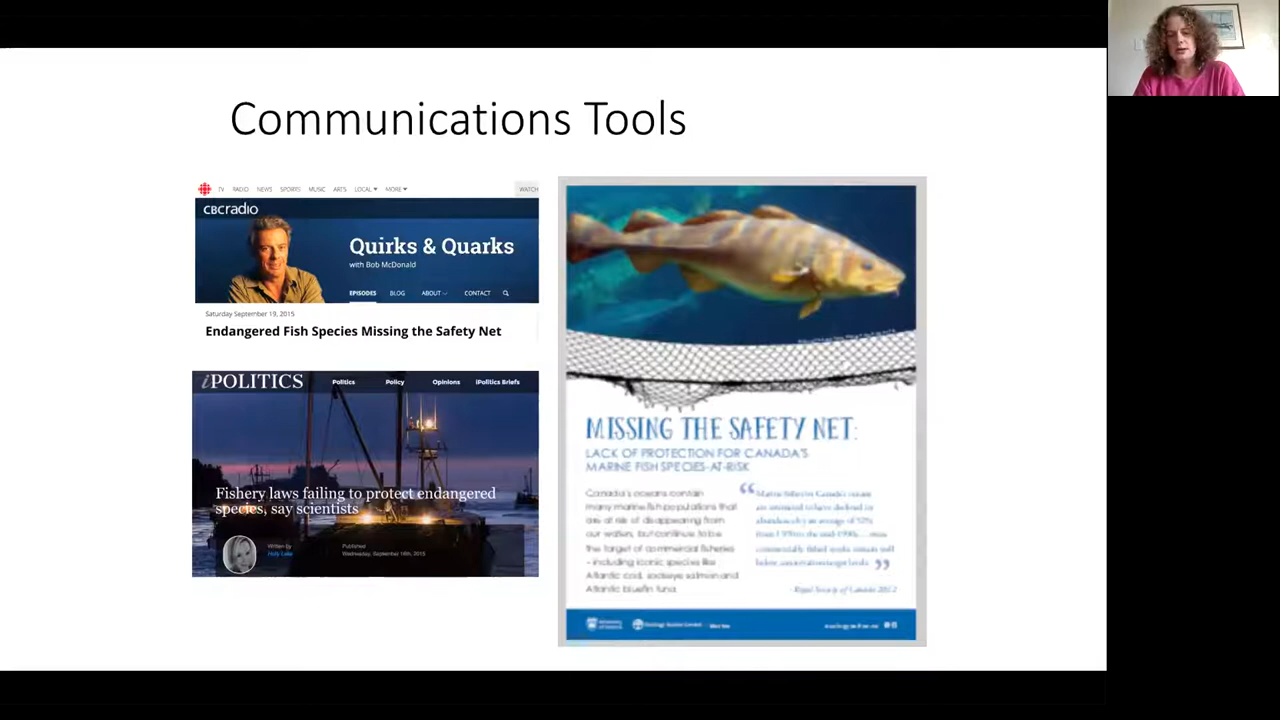 Communications Tools
TV RADIO NEWS SPORTS MUSIC ARTS LOCAL MORE WATCH
cbcradio
Quirks & Quarks
with Bob McDonald
EPISODES BLOG ABOUT CONTACT
Saturday September 19, 2015
Endangered Fish Species Missing the Safety Net
iPOLITICS Politics Policy Opinions iPolitics Briefs
Fishery laws failing to protect endangered
species, say scientists
Written by
Holly Lake
Published
Wednesday, September 16th, 2015
MISSING THE SAFETY NET:
LACK OF PROTECTION FOR CANADA'S
MARINE FISH SPECIES-AT-RISK
Canada's oceans contain
many marine fish populations that
are at risk of disappearing from
our waters, but continue to be
the target of commercial fisheries
- including iconic species like
Atlantic cod, sockeye salmon and
Atlantic bluefin tuna.
- Royal Society of Canada 2012